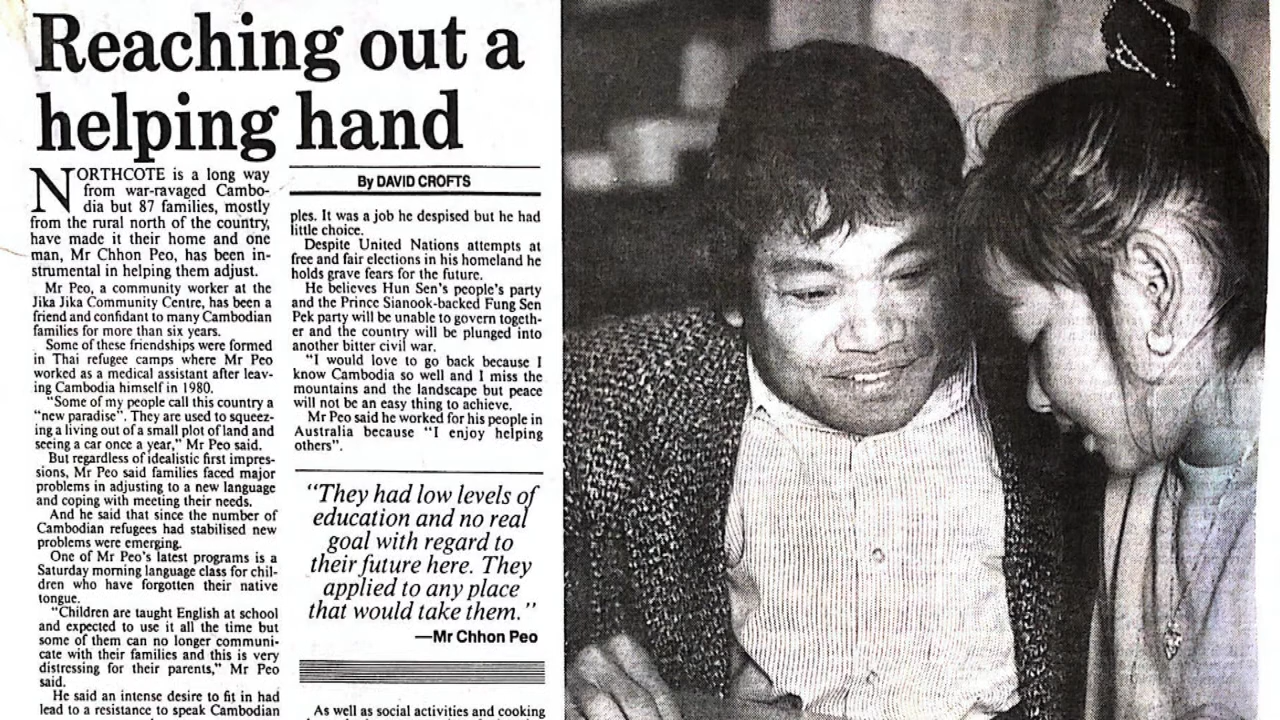 Reaching out a
helping hand
NORTHCOTE is a long way
from war-ravaged Cambo-
dia but 87 families, mostly
from the rural north of the country,
have made it their home and one
man, Mr Chhon Peo, has been in-
strumental in helping them adjust.
Mr Peo, a community worker at the
Jika Jika Community Centre, has been a
friend and confidant to many Cambodian
families for more than six years.
Some of these friendships were formed
in Thai refugee camps where Mr Peo
worked as a medical assistant after leav-
ing Cambodia himself in 1980.
"Some of my people call this country a
"new paradise". They are used to squeez-
ing a living out of a small plot of land and
seeing a car once a year," Mr Peo said.
But regardless of idealistic first impres-
sions, Mr Peo said families faced major
problems in adjusting to a new language
and coping with meeting their needs.
And he said that since the number of
Cambodian refugees had stabilised new
problems were emerging.
One of Mr Peo's latest programs is a
Saturday morning language class for chil-
dren who have forgotten their native
tongue.
"Children are taught English at school
and expected to use it all the time but
some of them can no longer communi-
cate with their families and this is very
distressing for their parents," Mr Peo
said.
He said an intense desire to fit in had
lead to a resistance to speak Cambodian
By DAVID CROFTS
ples. It was a job he despised but he had
little choice.
Despite United Nations attempts at
free and fair elections in his homeland he
holds grave fears for the future.
He believes Hun Sen's people's party
and the Prince Sianook-backed Fung Sen
Pek party will be unable to govern togeth-
er and the country will be plunged into
another bitter civil war.
"I would love to go back because I
know Cambodia so well and I miss the
mountains and the landscape but peace
will not be an easy thing to achieve.
Mr Peo said he worked for his people in
Australia because "I enjoy helping
others".
"They had low levels of
education and no real
goal with regard to
their future here. They
applied to any place
that would take them."
—Mr Chhon Peo
As well as social activities and cooking